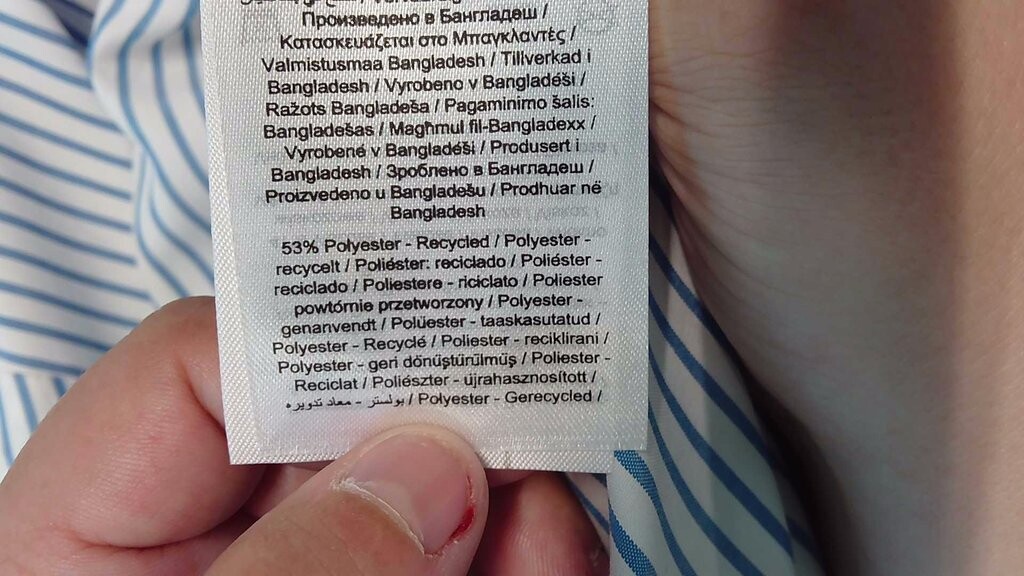 Произведено в Бангладеш /
Κατασκευάζεται στο Μπαγκλαντές /
Valmistusmaa Bangladesh / Tillverkad i
Bangladesh / Vyrobeno v Bangladéši /
Ražots Bangladeša / Pagaminimo šalis:
Bangladešas / Magħmul fil-Bangladexx /
Vyrobené v Bangladéši / Produsert i
Bangladesh / Зроблено в Бангладеш /
Proizvedeno u Bangladešu / Prodhuar në
Bangladesh
53% Polyester - Recycled / Polyester -
recycelt / Poliéster: reciclado / Poliéster -
reciclado / Poliestere - riciclato / Poliester
powtórnie przetworzony / Polyester -
genanvendt / Polüester - taaskasutatud /
Polyester - Recyclé / Poliester - reciklirani /
Polyester - geri dönüştürülmüş / Poliester -
Reciclat / Poliészter - újrahasznosított /
بولستر - معاد تدويره / Polyester - Gerecycled /